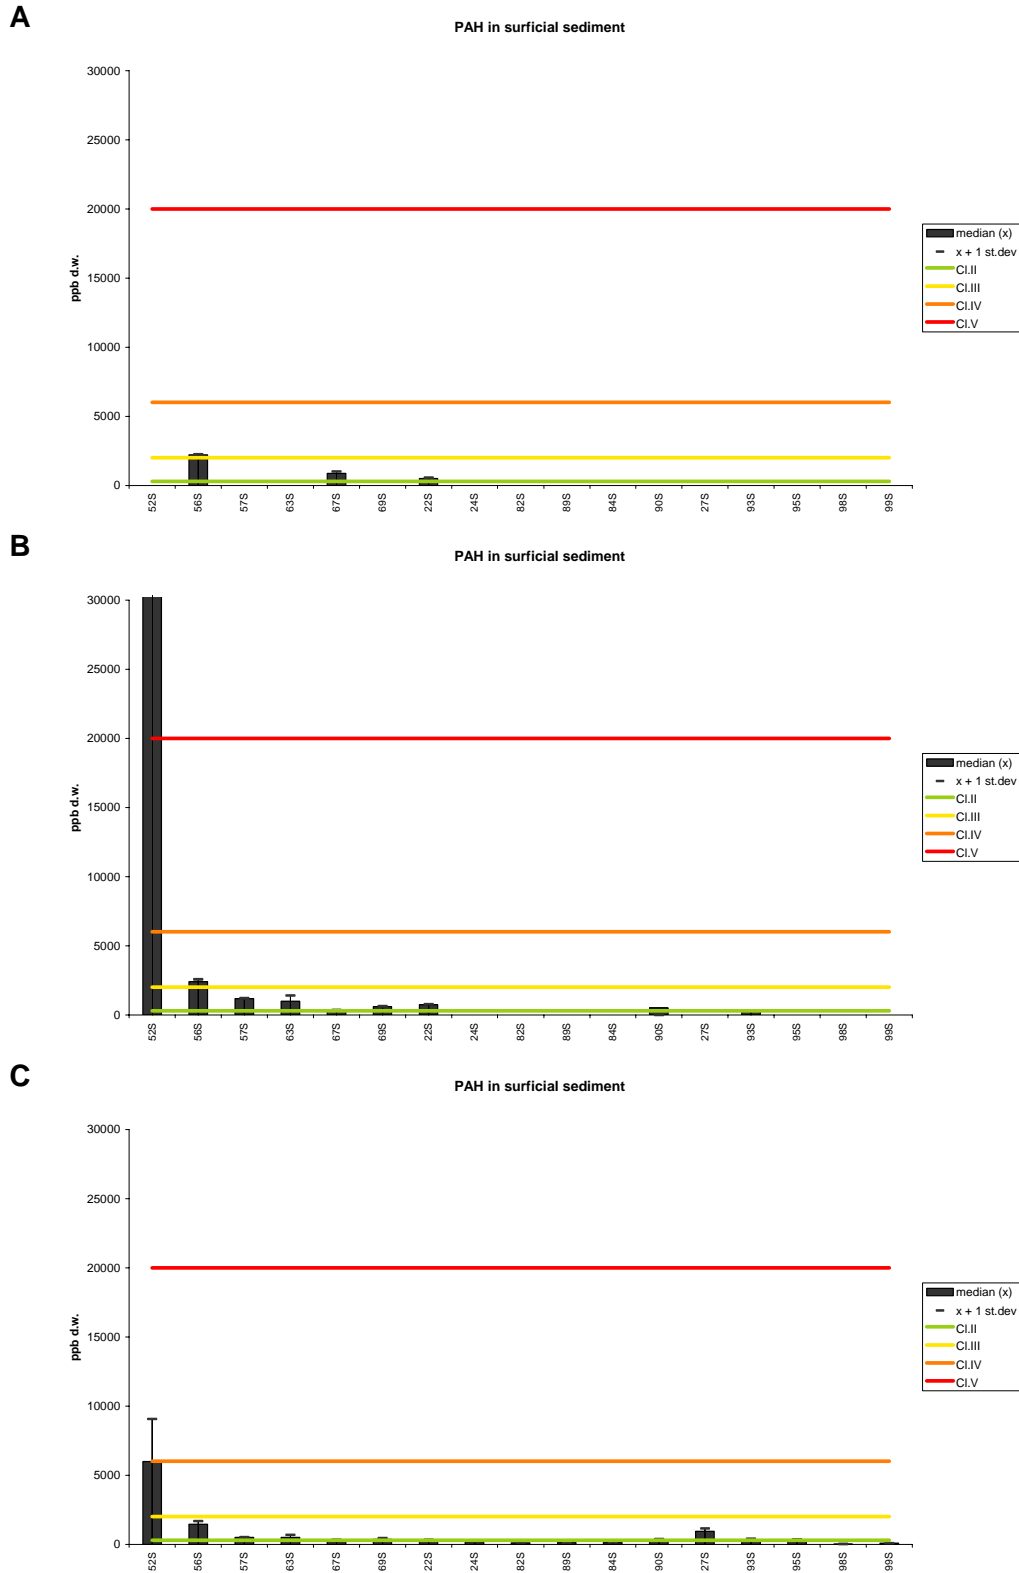 A
PAH in surficial sediment
30000
25000
20000
15000
10000
5000
0
ppb d.w.
52S 56S 57S 63S 67S 69S 22S 24S 82S 89S 84S 90S 27S 93S 95S 98S 99S
median (x)
x + 1 st.dev
Cl.II
Cl.III
Cl.IV
Cl.V
B
PAH in surficial sediment
30000
25000
20000
15000
10000
5000
0
ppb d.w.
52S 56S 57S 63S 67S 69S 22S 24S 82S 89S 84S 90S 27S 93S 95S 98S 99S
median (x)
x + 1 st.dev
Cl.II
Cl.III
Cl.IV
Cl.V
C
PAH in surficial sediment
30000
25000
20000
15000
10000
5000
0
ppb d.w.
52S 56S 57S 63S 67S 69S 22S 24S 82S 89S 84S 90S 27S 93S 95S 98S 99S
median (x)
x + 1 st.dev
Cl.II
Cl.III
Cl.IV
Cl.V